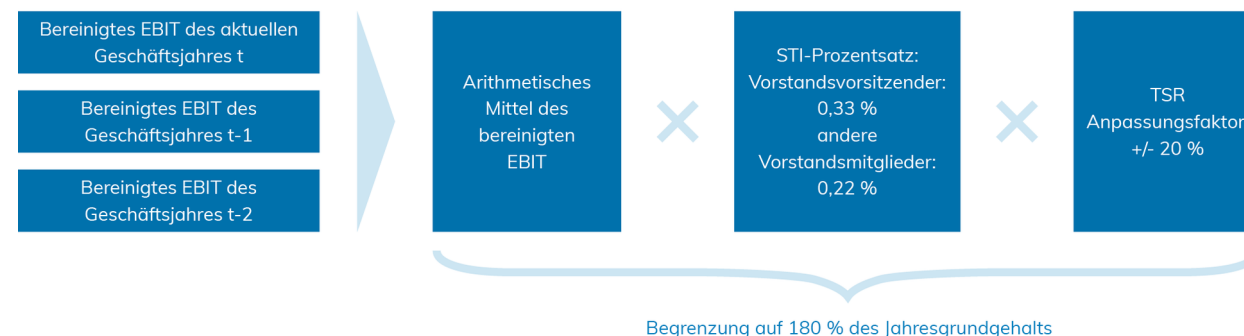 Bereinigtes EBIT des aktuellen
Geschäftsjahres t
Bereinigtes EBIT des
Geschäftsjahres t-1
Bereinigtes EBIT des
Geschäftsjahres t-2
Arithmetisches
Mittel des
bereinigten
EBIT
STI-Prozentsatz:
Vorstandsvorsitzender:
0,33 %
andere
Vorstandsmitglieder:
0,22 %
TSR
Anpassungsfaktor
+/- 20 %
Begrenzung auf 180 % des Jahresgrundgehalts